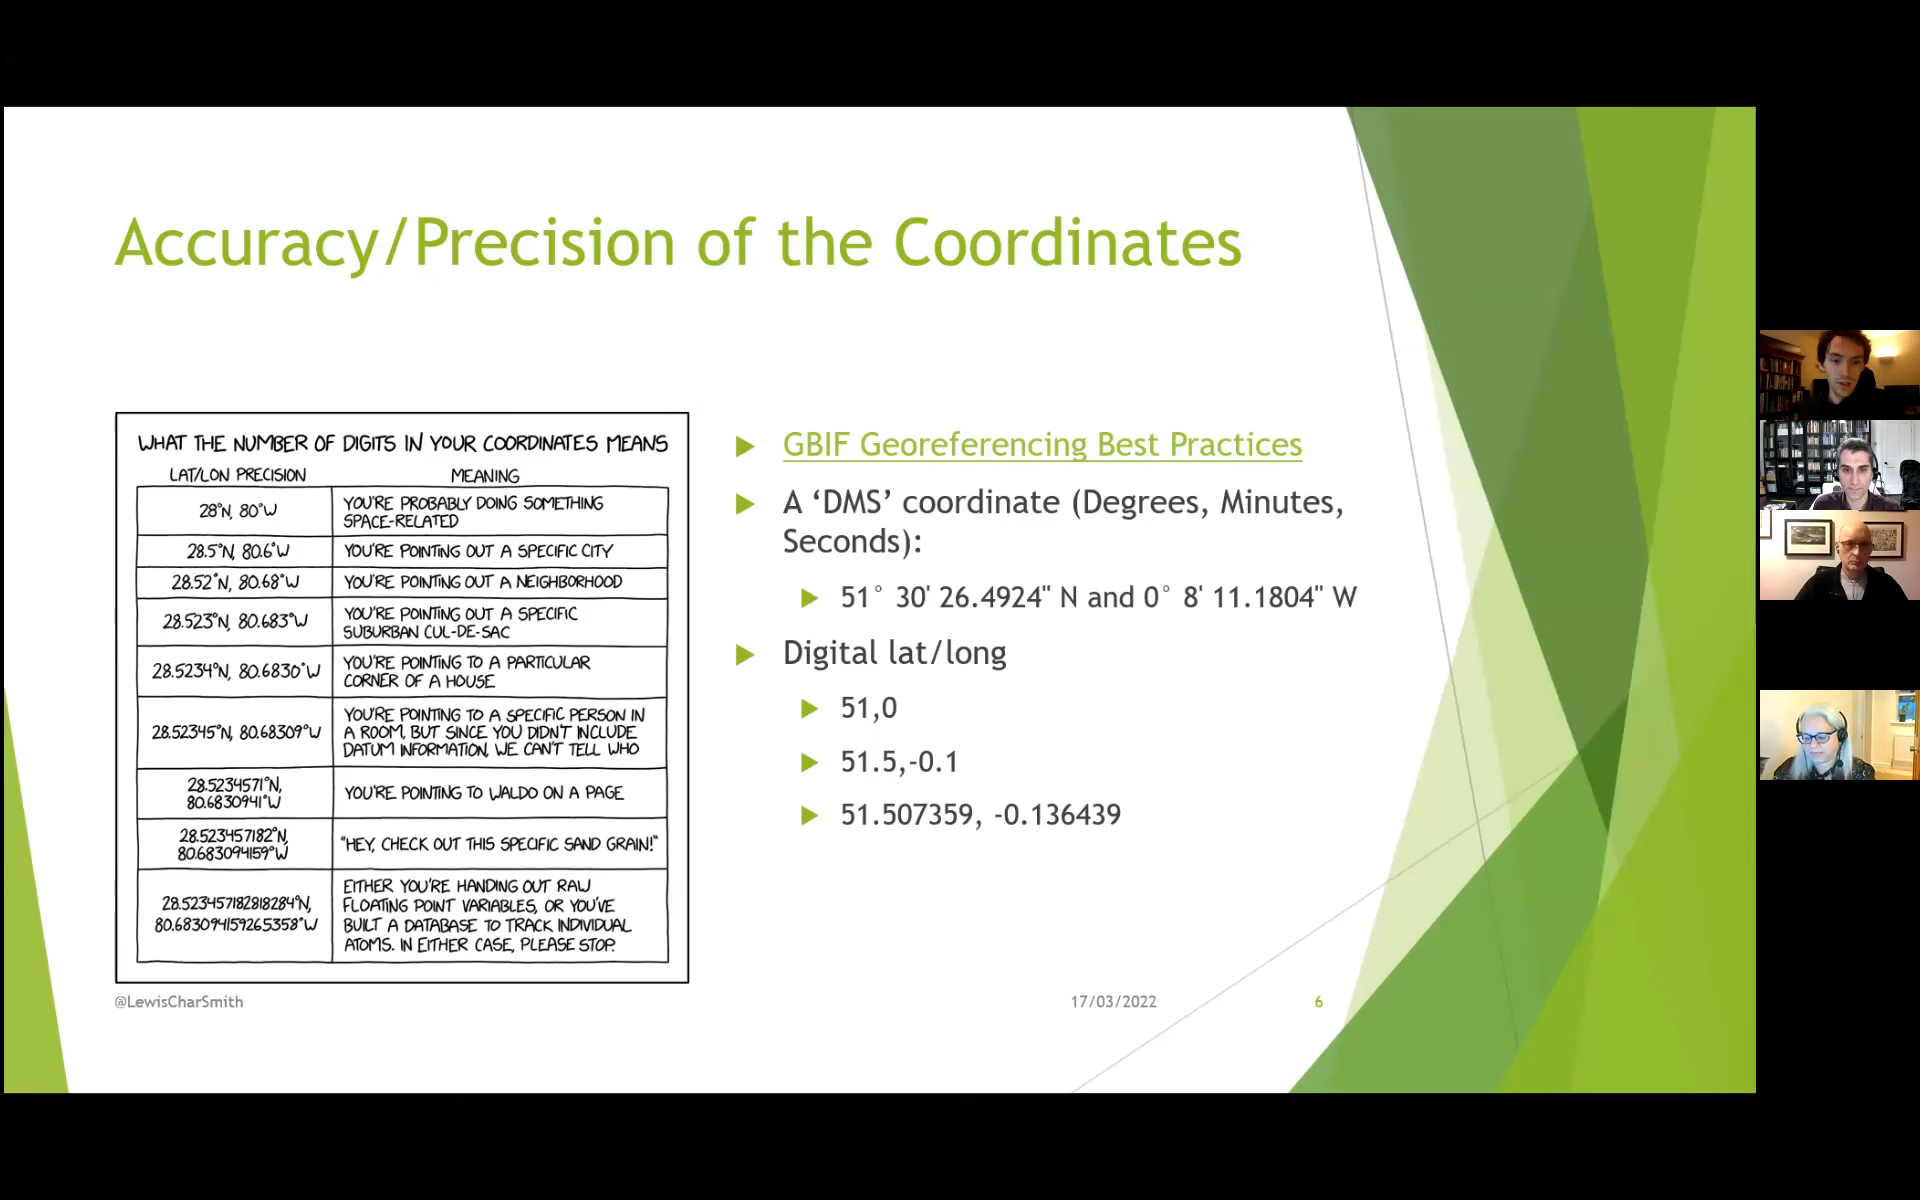 Accuracy/Precision of the Coordinates
WHAT THE NUMBER OF DIGITS IN YOUR COORDINATES MEANS
LAT/LON PRECISION MEANING
28°N, 80°W YOU'RE PROBABLY DOING SOMETHING
SPACE-RELATED
28.5°N, 80.6°W YOU'RE POINTING OUT A SPECIFIC CITY
28.52°N, 80.68°W YOU'RE POINTING OUT A NEIGHBORHOOD
28.523°N, 80.683°W YOU'RE POINTING OUT A SPECIFIC
SUBURBAN CUL-DE-SAC
28.5234°N, 80.6830°W YOU'RE POINTING TO A PARTICULAR
CORNER OF A HOUSE
28.52345°N, 80.68309°W YOU'RE POINTING TO A SPECIFIC PERSON IN
A ROOM, BUT SINCE YOU DIDN'T INCLUDE
DATUM INFORMATION, WE CAN'T TELL WHO
28.5234571°N,
80.6830941°W YOU'RE POINTING TO WALDO ON A PAGE
28.523457182°N,
80.683094159°W "HEY, CHECK OUT THIS SPECIFIC SAND GRAIN!"
28.523457182818284°N,
80.683094159265358°W EITHER YOU'RE HANDING OUT RAW
FLOATING POINT VARIABLES, OR YOU'VE
BUILT A DATABASE TO TRACK INDIVIDUAL
ATOMS. IN EITHER CASE, PLEASE STOP.
GBIF Georeferencing Best Practices
A ‘DMS’ coordinate (Degrees, Minutes,
Seconds):
51° 30' 26.4924" N and 0° 8' 11.1804" W
Digital lat/long
51,0
51.5,-0.1
51.507359, -0.136439
@LewisCharSmith
17/03/2022
6